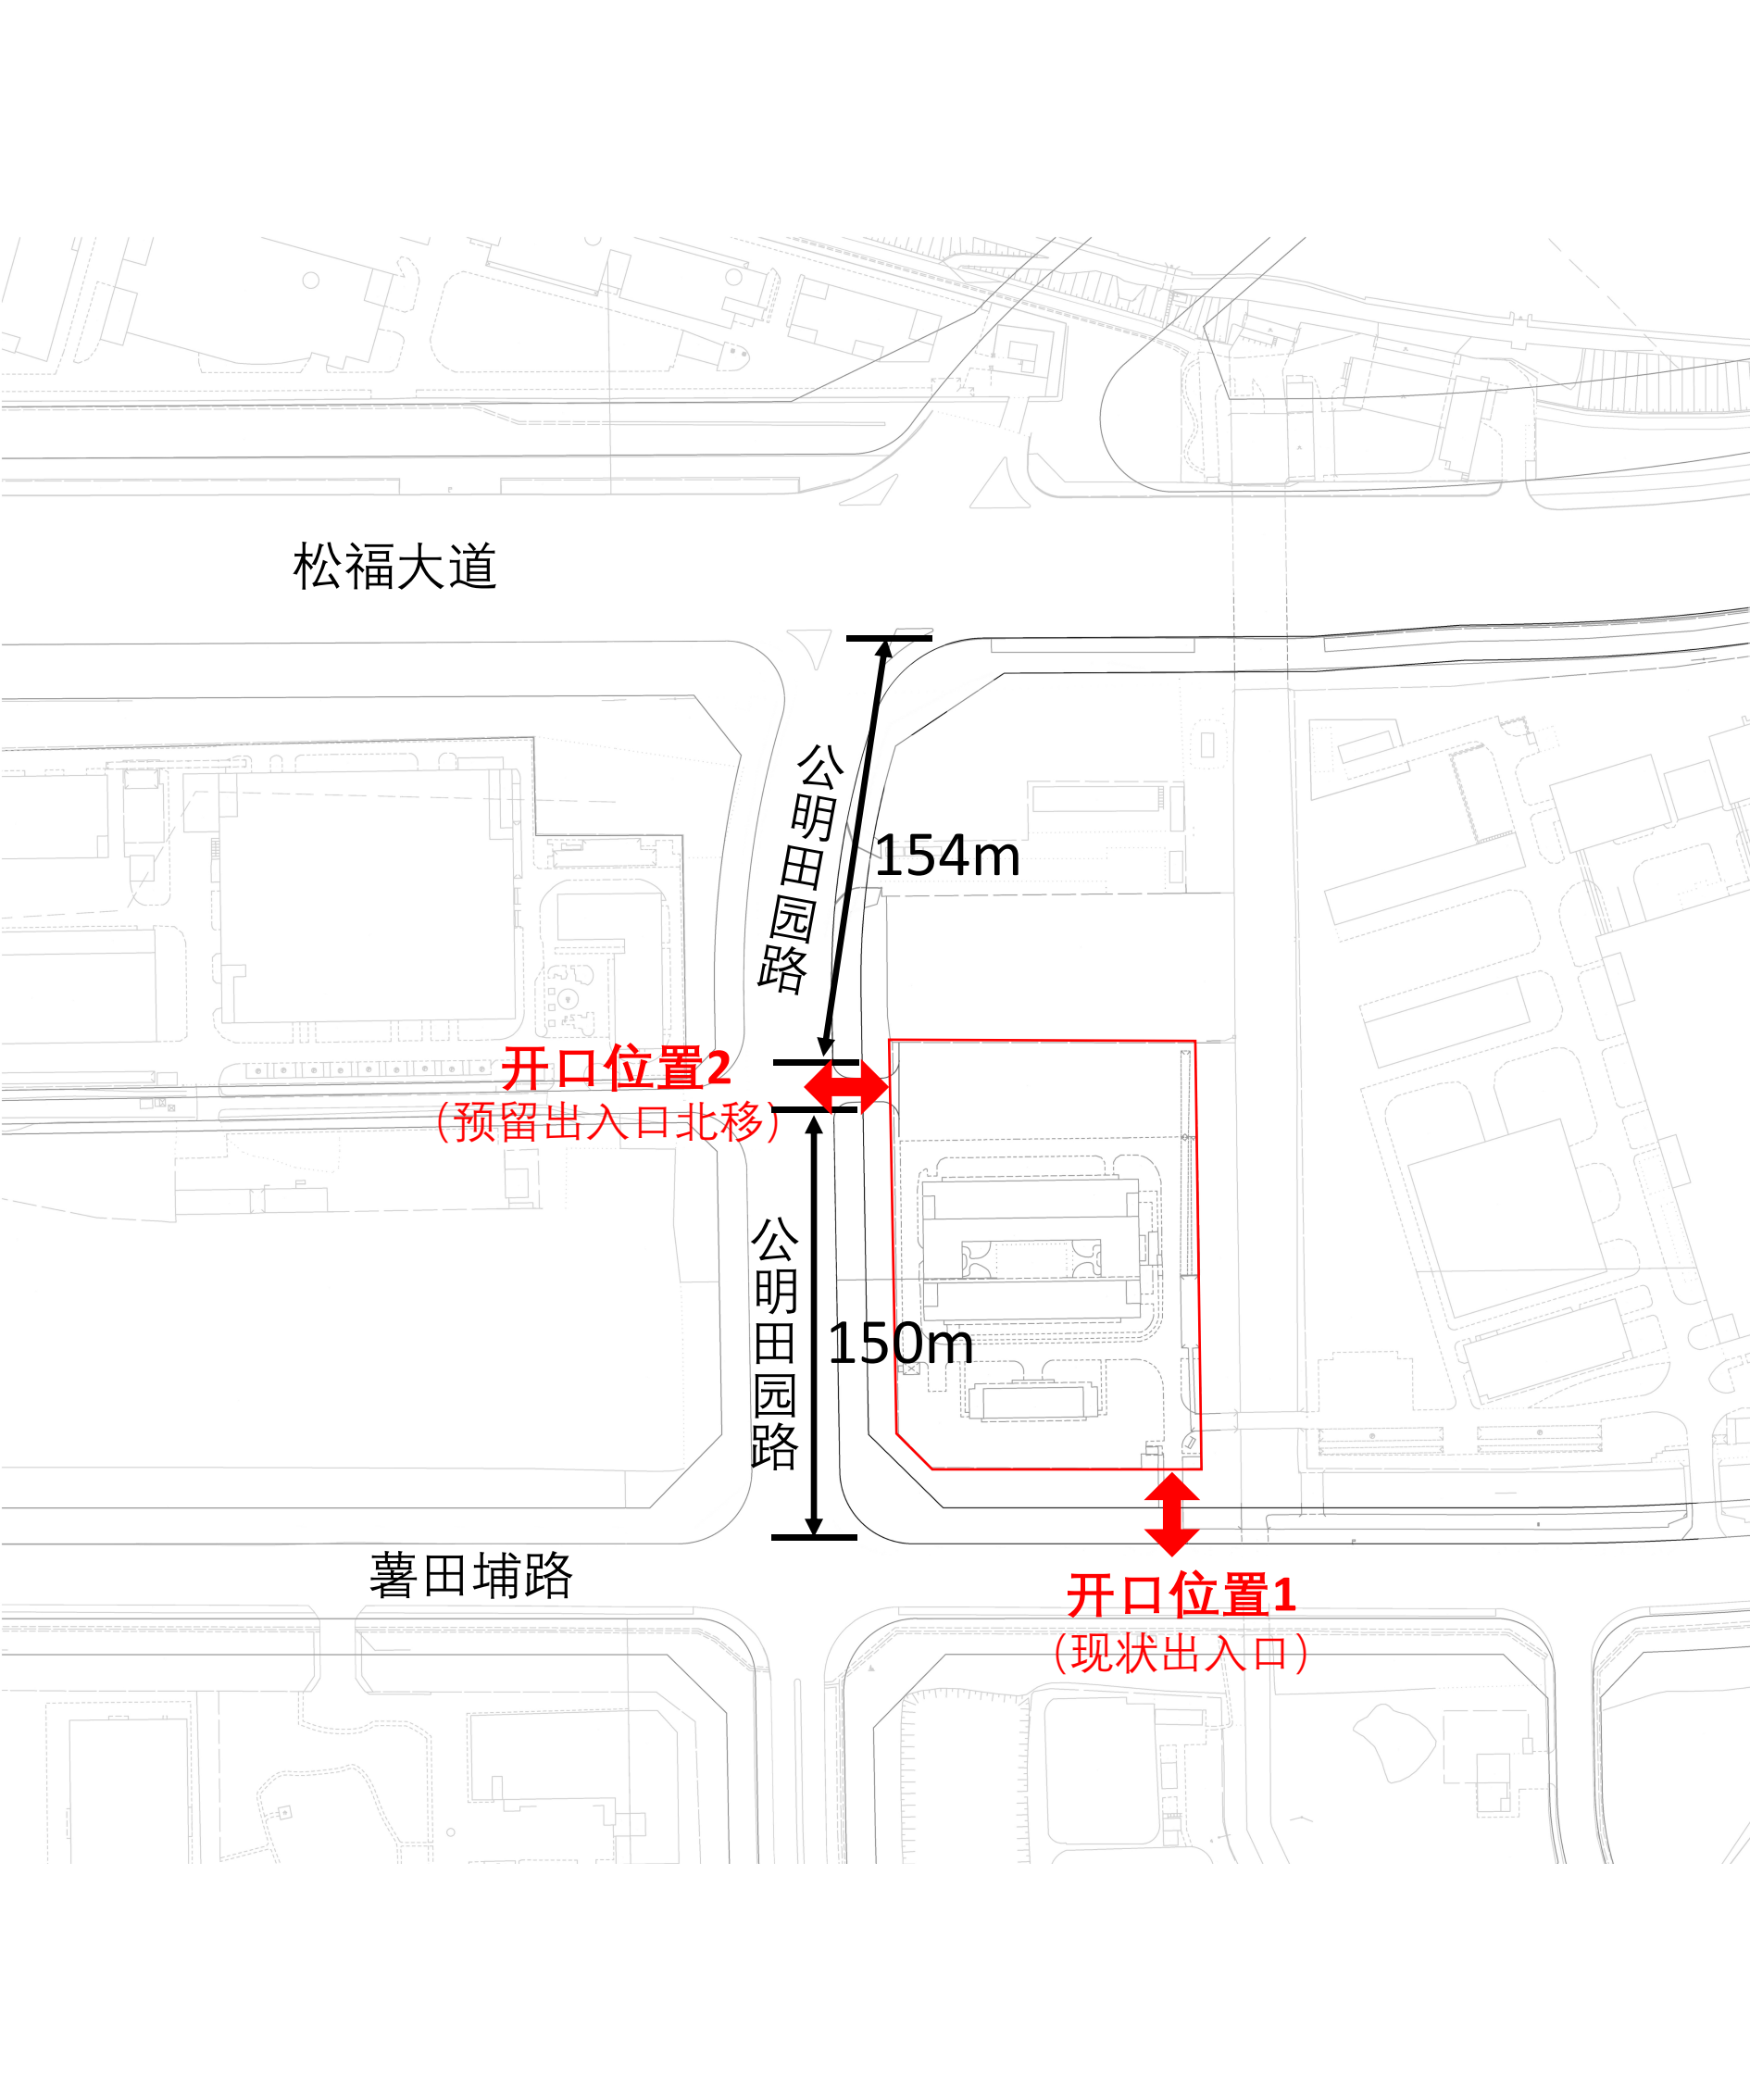 松福大道
公明田园路
154m
开口位置2
（预留出入口北移）
公明田园路
150m
薯田埔路
开口位置1
（现状出入口）